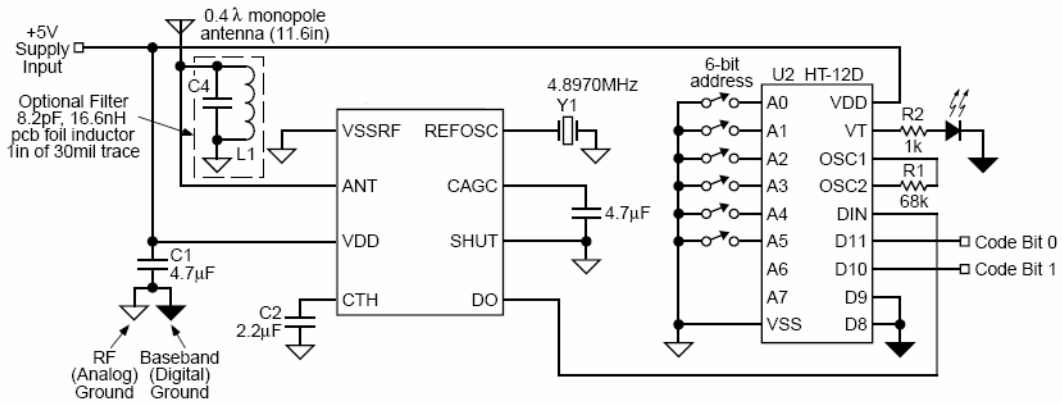 +5V
Supply
Input
0.4 λ monopole
antenna (11.6in)
C4
L1
Optional Filter
8.2pF, 16.6nH
pcb foil inductor
1in of 30mil trace
VSSRF
ANT
VDD
CTH
REFOSC
CAGC
SHUT
DO
4.8970MHz
Y1
4.7µF
C1
4.7µF
C2
2.2µF
RF
(Analog)
Ground
Baseband
(Digital)
Ground
6-bit
address
U2 HT-12D
A0
A1
A2
A3
A4
A5
A6
A7
VSS
VDD
VT
OSC1
OSC2
DIN
D11
D10
D9
D8
R2
1k
R1
68k
Code Bit 0
Code Bit 1